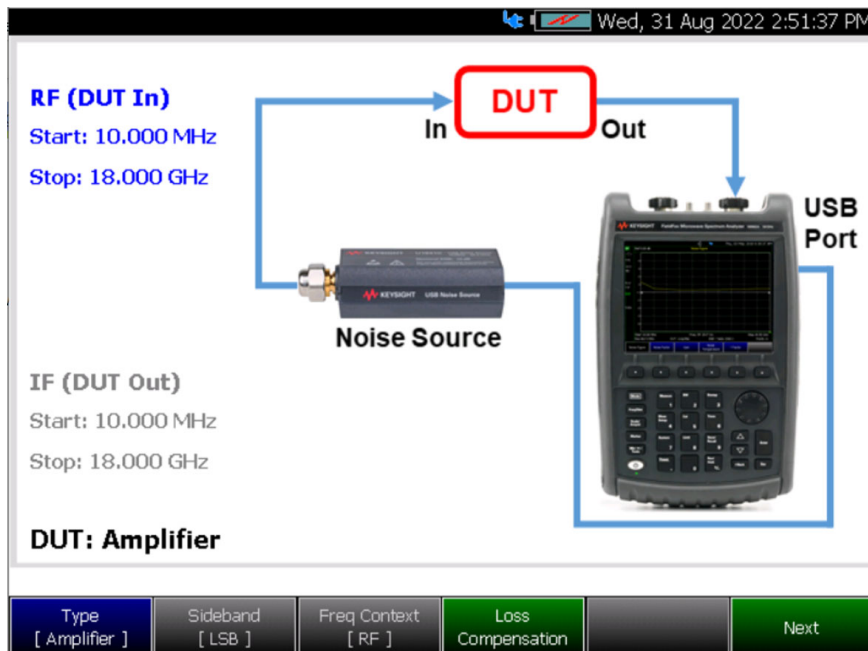 Wed, 31 Aug 2022 2:51:37 PM
RF (DUT In)
Start: 10.000 MHz
Stop: 18.000 GHz
DUT
In
Out
USB
Port
KEYSIGHT
KEYSIGHT USB Noise Source
Noise Source
IF (DUT Out)
Start: 10.000 MHz
Stop: 18.000 GHz
DUT: Amplifier
Type
[ Amplifier ]
Sideband
[ LSB ]
Freq Context
[ RF ]
Loss
Compensation
Next